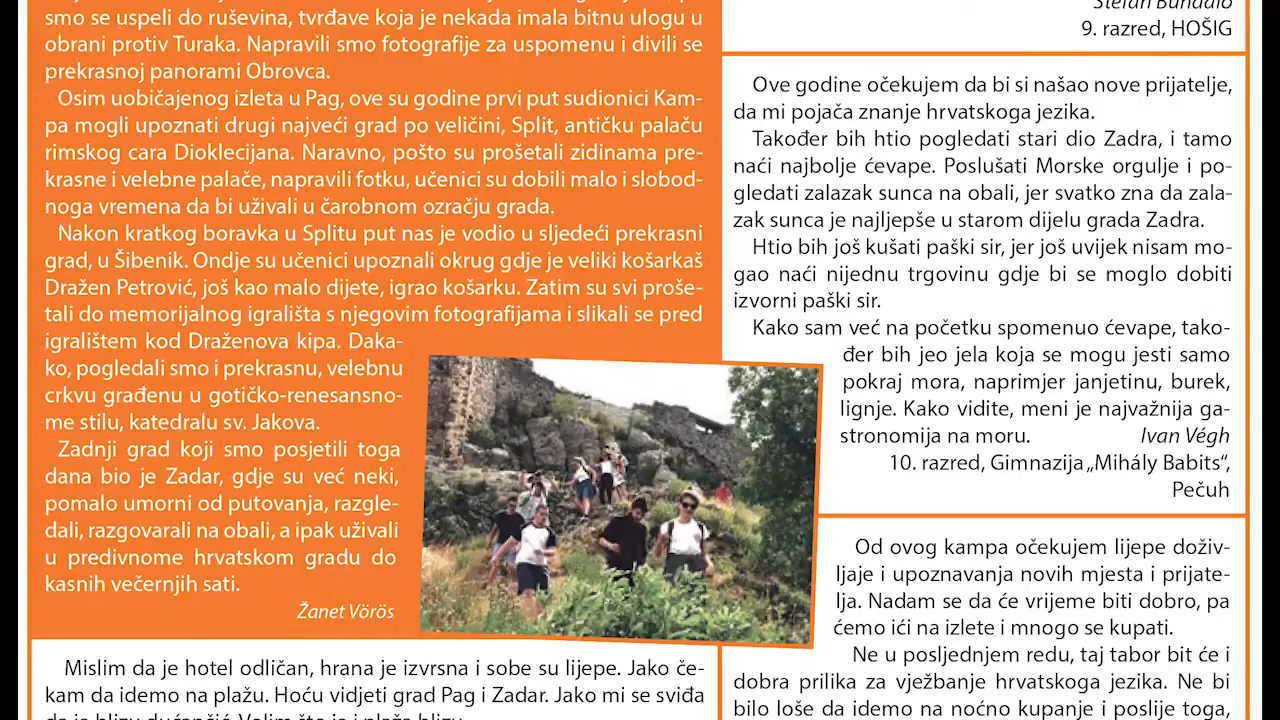 smo se uspeli do ruševina, tvrđave koja je nekada imala bitnu ulogu u
obrani protiv Turaka. Napravili smo fotografije za uspomenu i divili se
prekrasnoj panorami Obrovca.
Osim uobičajenog izleta u Pag, ove su godine prvi put sudionici Kam-
pa mogli upoznati drugi najveći grad po veličini, Split, antičku palaču
rimskog cara Dioklecijana. Naravno, pošto su prošetali zidinama pre-
krasne i velebne palače, napravili fotku, učenici su dobili malo i slobod-
noga vremena da bi uživali u čarobnom ozračju grada.
Nakon kratkog boravka u Splitu put nas je vodio u sljedeći prekrasni
grad, u Šibenik. Ondje su učenici upoznali okrug gdje je veliki košarkaš
Dražen Petrović, još kao malo dijete, igrao košarku. Zatim su svi proše-
tali do memorijalnog igrališta s njegovim fotografijama i slikali se pred
igralištem kod Draženova kipa. Daka-
ko, pogledali smo i prekrasnu, velebnu
crkvu građenu u gotičko-renesansno-
me stilu, katedralu sv. Jakova.
Zadnji grad koji smo posjetili toga
dana bio je Zadar, gdje su već neki,
pomalo umorni od putovanja, razgle-
dali, razgovarali na obali, a ipak uživali
u predivnome hrvatskom gradu do
kasnih večernjih sati.
Žanet Vörös
Mislim da je hotel odličan, hrana je izvrsna i sobe su lijepe. Jako če-
kam da idemo na plažu. Hoću vidjeti grad Pag i Zadar. Jako mi se sviđa
da je blizu dućančić. Volim što je i plaža blizu.
Stefan Bundalo
9. razred, HOŠIG
Ove godine očekujem da bi si našao nove prijatelje,
da mi pojača znanje hrvatskoga jezika.
Također bih htio pogledati stari dio Zadra, i tamo
naći najbolje ćevape. Poslušati Morske orgulje i po-
gledati zalazak sunca na obali, jer svatko zna da zala-
zak sunca je najljepše u starom dijelu grada Zadra.
Htio bih još kušati paški sir, jer još uvijek nisam mo-
gao naći nijednu trgovinu gdje bi se moglo dobiti
izvorni paški sir.
Kako sam već na početku spomenuo ćevape, tako-
đer bih jeo jela koja se mogu jesti samo
pokraj mora, naprimjer janjetinu, burek,
lignje. Kako vidite, meni je najvažnija ga-
stronomija na moru. Ivan Végh
10. razred, Gimnazija „Mihály Babits“,
Pečuh
Od ovog kampa očekujem lijepe doživ-
ljaje i upoznavanja novih mjesta i prijate-
lja. Nadam se da će vrijeme biti dobro, pa
ćemo ići na izlete i mnogo se kupati.
Ne u posljednjem redu, taj tabor bit će i
dobra prilika za vježbanje hrvatskoga jezika. Ne bi
bilo loše da idemo na noćno kupanje i poslije toga,